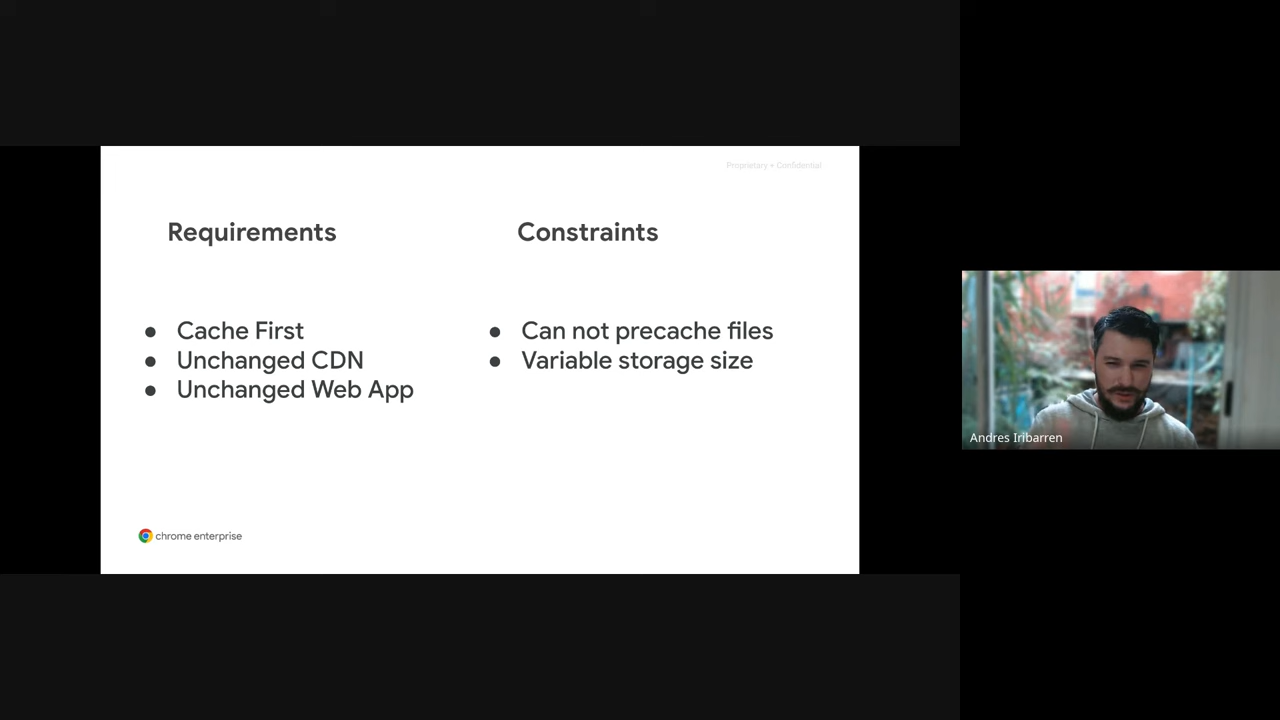 Proprietary + Confidential
Requirements
Constraints
● Cache First
● Unchanged CDN
● Unchanged Web App
● Can not precache files
● Variable storage size
chrome enterprise
Andres Iribarren